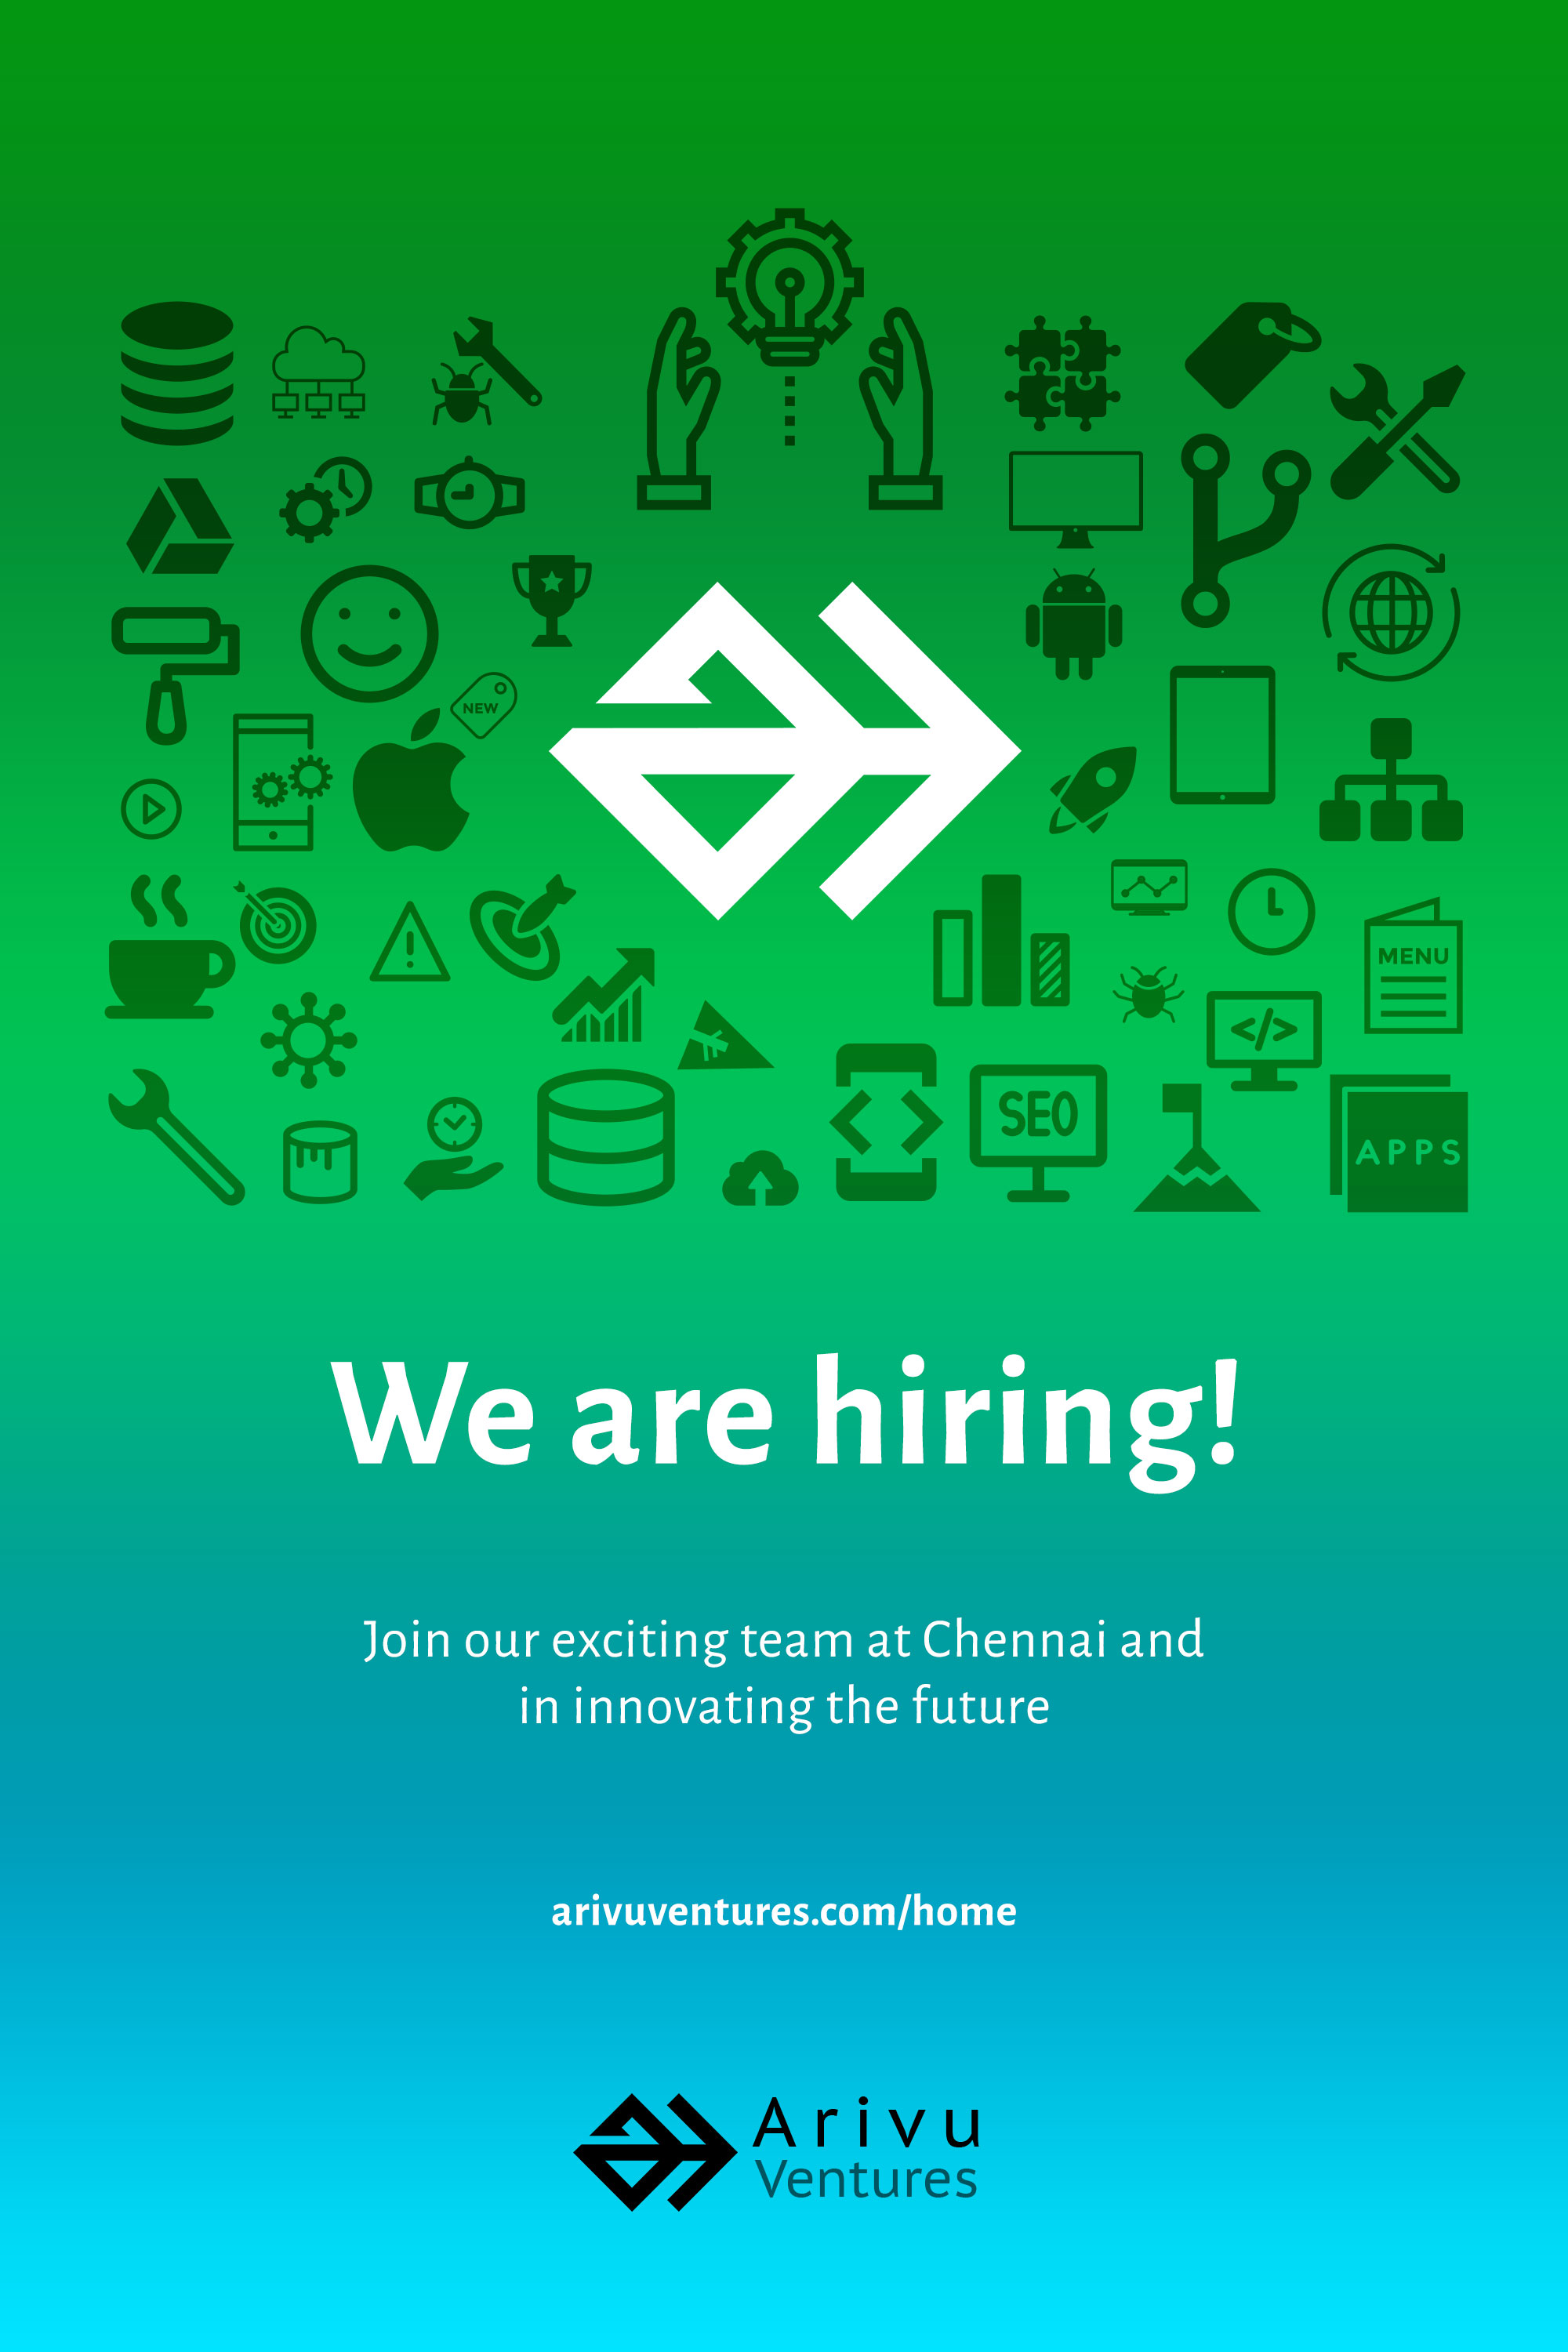 NEW
MENU
</>
SEO
APPS
We are hiring!
Join our exciting team at Chennai and
in innovating the future
arivuventures.com/home
Arivu
Ventures